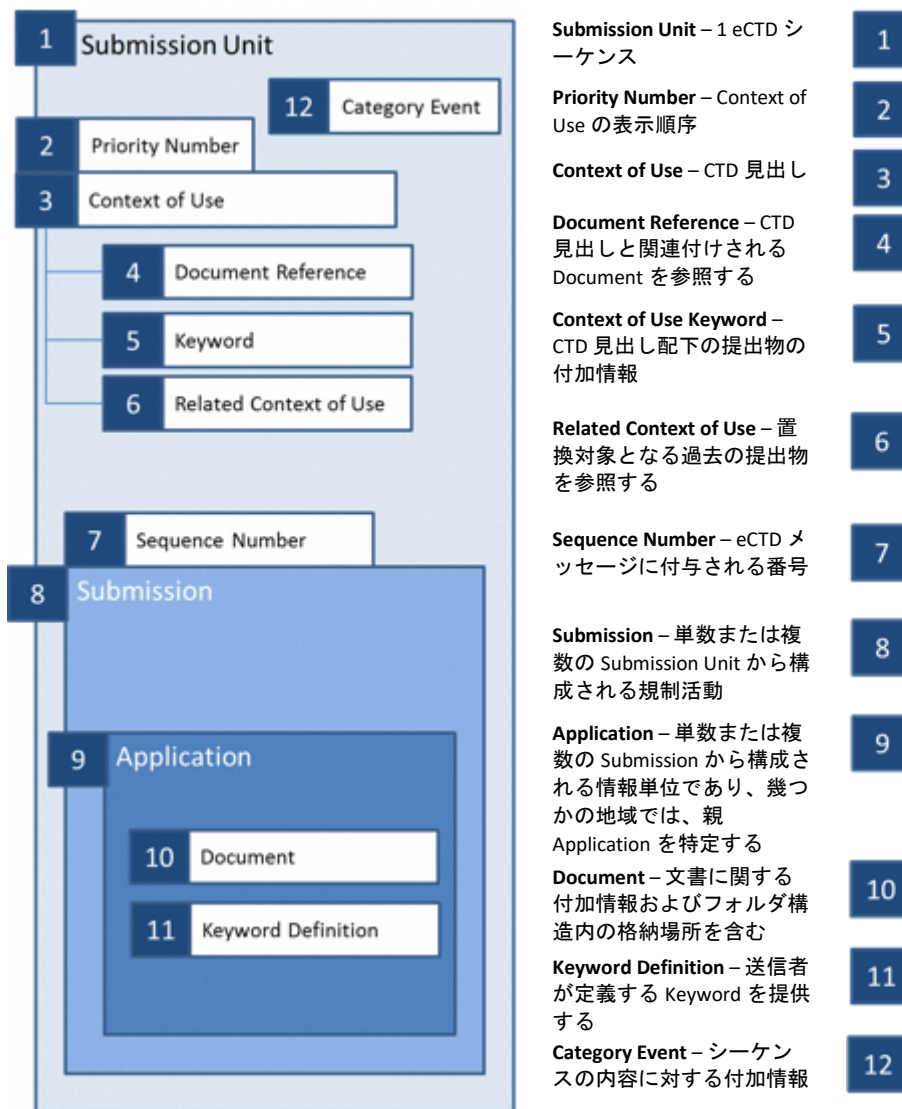 1 Submission Unit
12 Category Event
2 Priority Number
3 Context of Use
4 Document Reference
5 Keyword
6 Related Context of Use
7 Sequence Number
8 Submission
9 Application
10 Document
11 Keyword Definition
Submission Unit – 1 eCTD シ
ーケンス
1
Priority Number – Context of
Use の表示順序
2
Context of Use – CTD 見出し
3
Document Reference – CTD
見出しと関連付けされる
Document を参照する
4
Context of Use Keyword –
CTD 見出し配下の提出物の
付加情報
5
Related Context of Use – 置
換対象となる過去の提出物
を参照する
6
Sequence Number – eCTD メ
ッセージに付与される番号
7
Submission – 単数または複
数の Submission Unit から構
成される規制活動
8
Application – 単数または複
数の Submission から構成さ
れる情報単位であり、幾つ
かの地域では、親
Application を特定する
9
Document – 文書に関する
付加情報およびフォルダ構
造内の格納場所を含む
10
Keyword Definition – 送信者
が定義する Keyword を提供
する
11
Category Event – シーケン
スの内容に対する付加情報
12